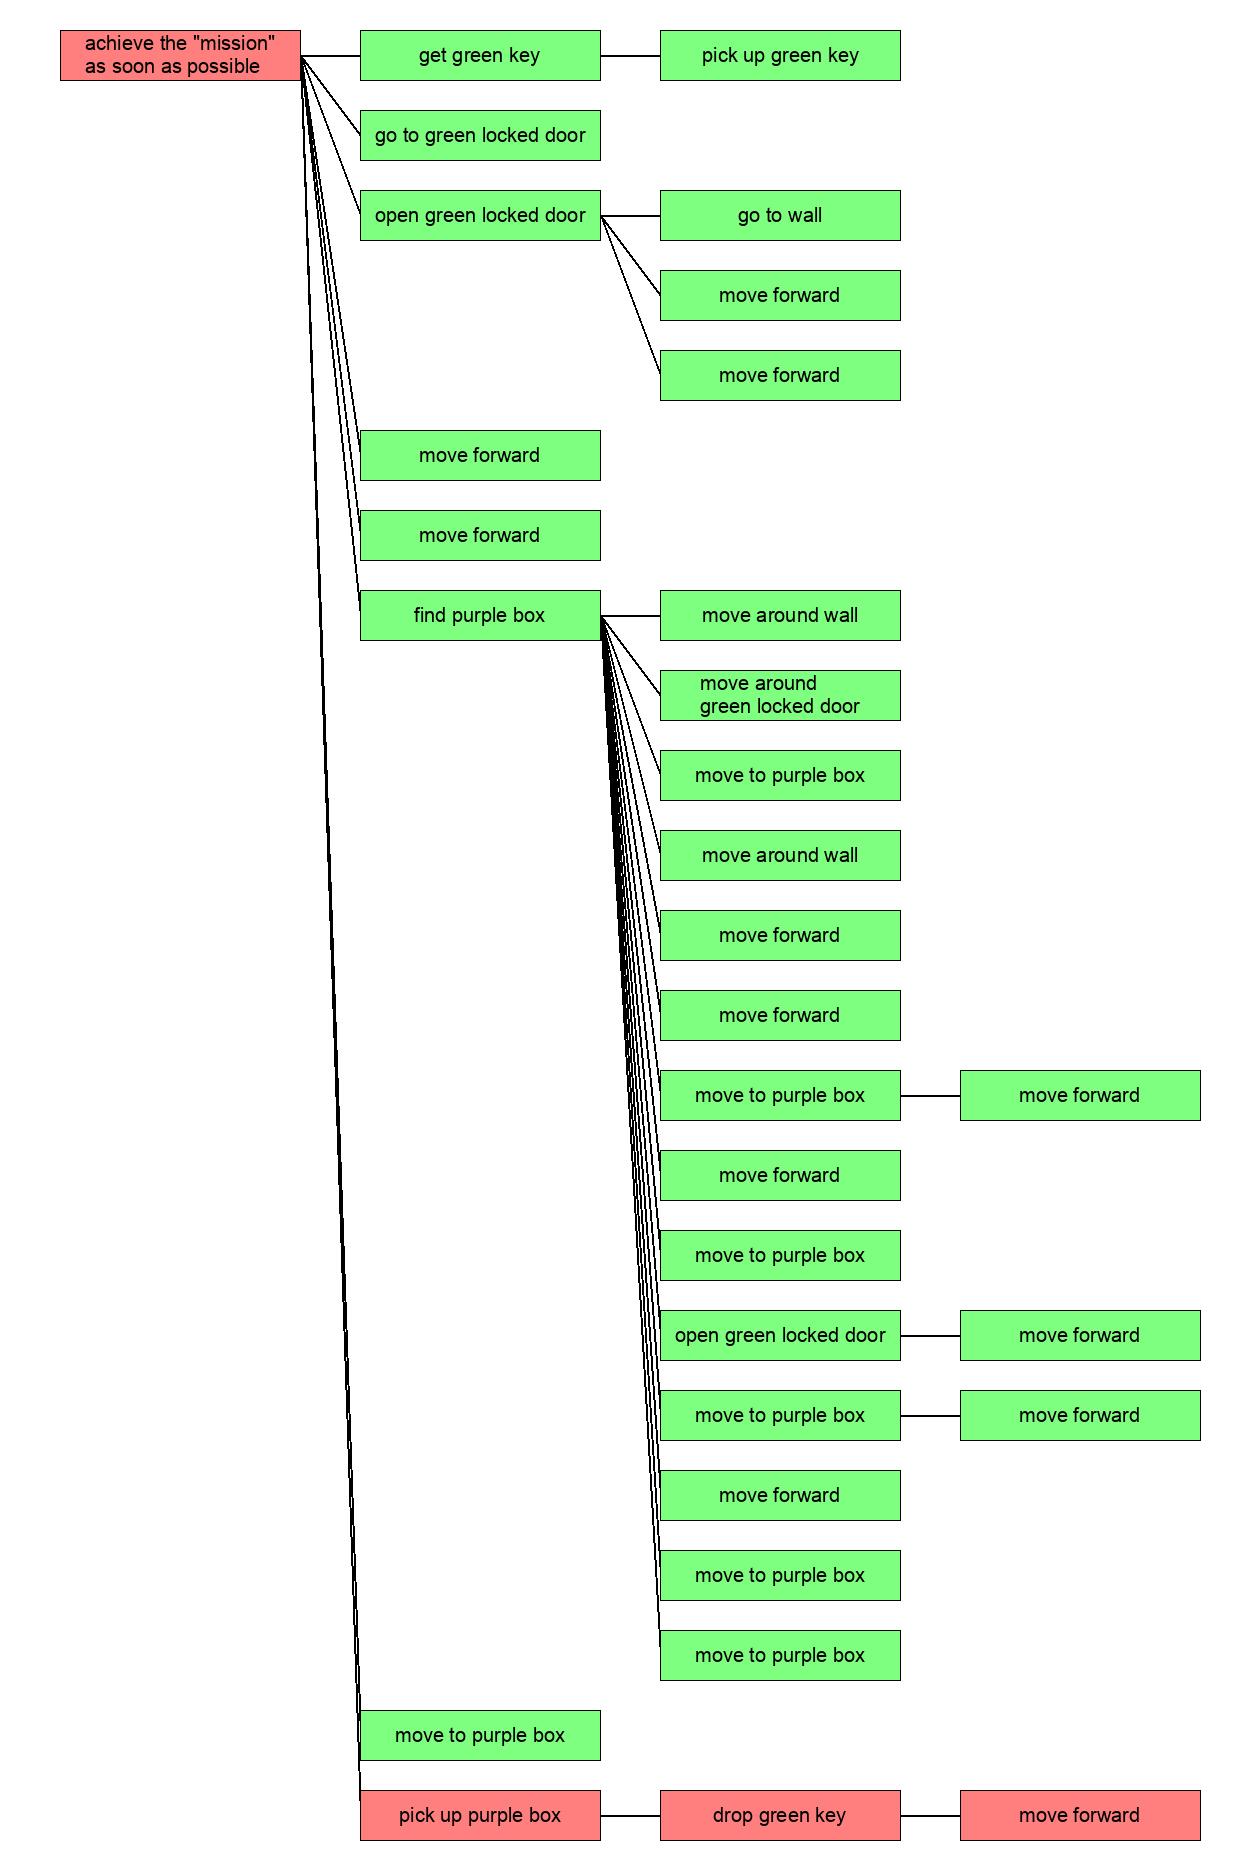 achieve the "mission"
as soon as possible
get green key
pick up green key
go to green locked door
open green locked door
go to wall
move forward
move forward
move forward
move forward
find purple box
move around wall
move around
green locked door
move to purple box
move around wall
move forward
move forward
move to purple box
move forward
move forward
move to purple box
open green locked door
move forward
move to purple box
move forward
move forward
move to purple box
move to purple box
move to purple box
pick up purple box
drop green key
move forward